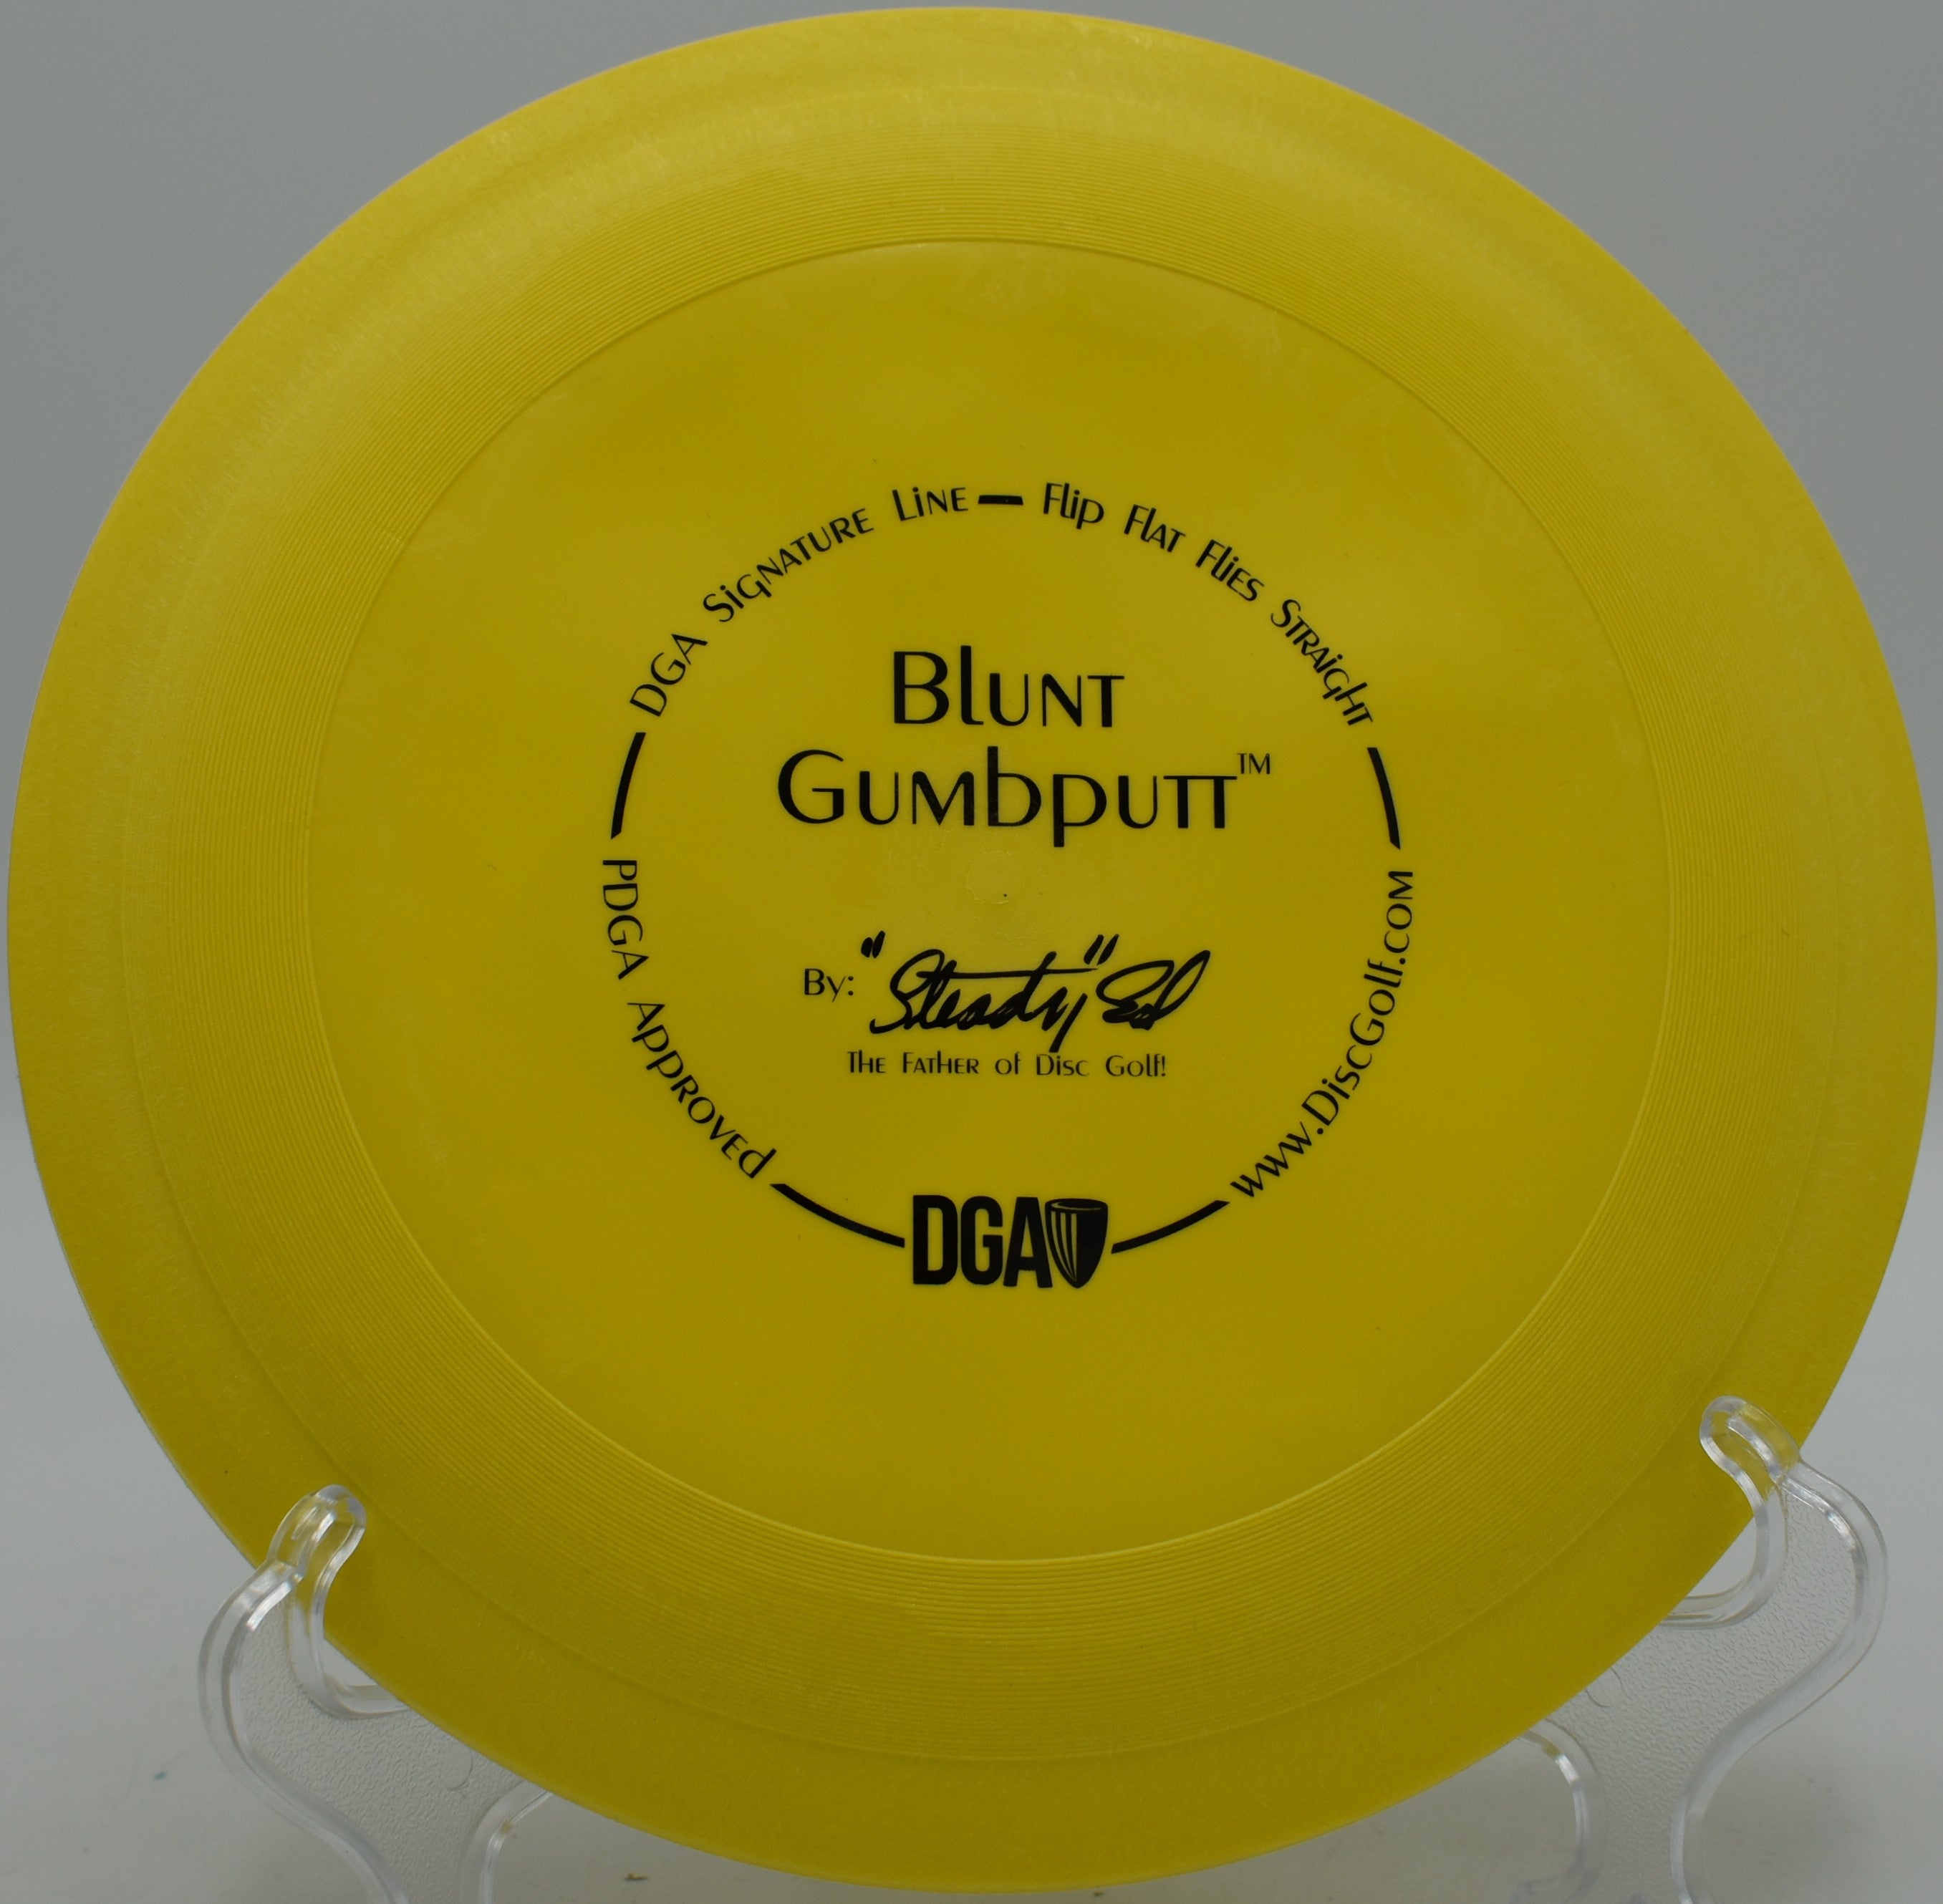 DGA Signature Line — Flip Flat Flies Straight
Blunt
Gumbputt™
By: "Steady" Ed
The Father of Disc Golf!
PDGA Approved
DGA
www.DiscGolf.com